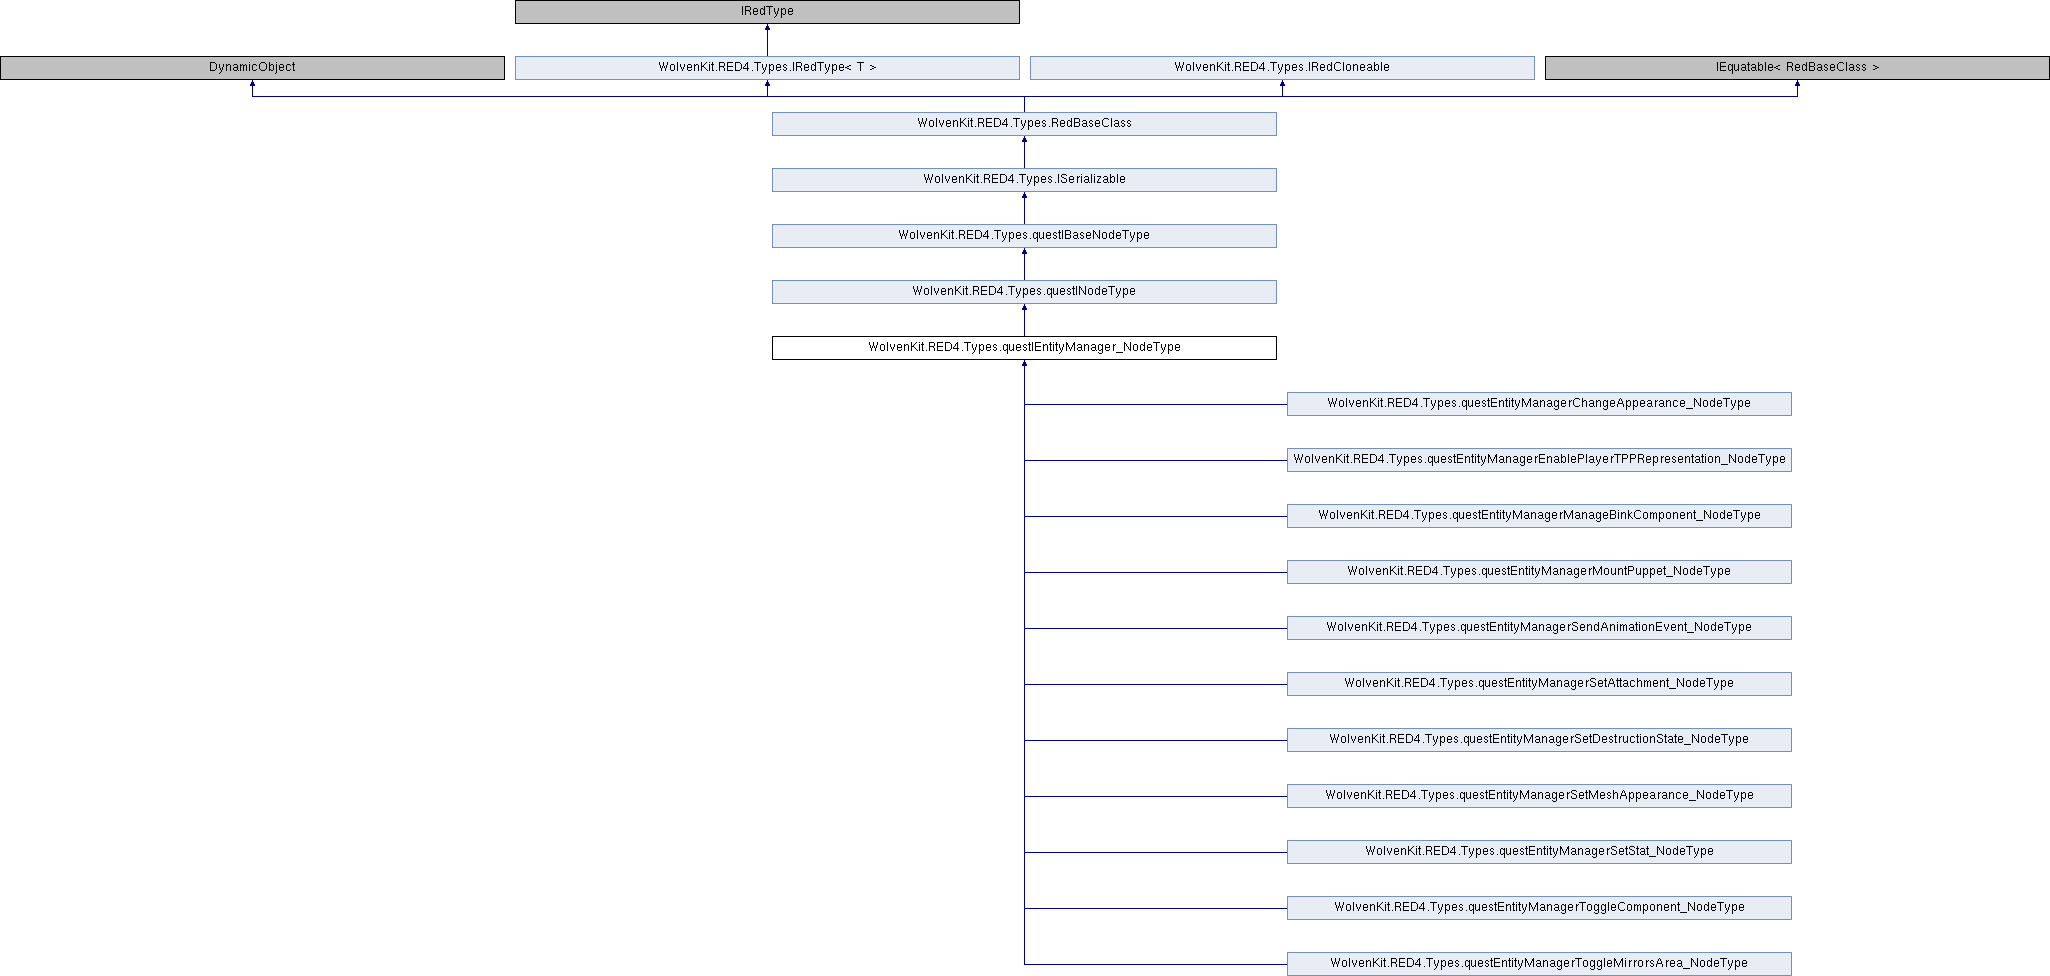 IRedType
DynamicObject
WolvenKit.RED4.Types.IRedType< T >
WolvenKit.RED4.Types.IRedCloneable
IEquatable< RedBaseClass >
WolvenKit.RED4.Types.RedBaseClass
WolvenKit.RED4.Types.ISerializable
WolvenKit.RED4.Types.questIBaseNodeType
WolvenKit.RED4.Types.questINodeType
WolvenKit.RED4.Types.questIEntityManager_NodeType
WolvenKit.RED4.Types.questEntityManagerChangeAppearance_NodeType
WolvenKit.RED4.Types.questEntityManagerEnablePlayerTPPRepresentation_NodeType
WolvenKit.RED4.Types.questEntityManagerManageBinkComponent_NodeType
WolvenKit.RED4.Types.questEntityManagerMountPuppet_NodeType
WolvenKit.RED4.Types.questEntityManagerSendAnimationEvent_NodeType
WolvenKit.RED4.Types.questEntityManagerSetAttachment_NodeType
WolvenKit.RED4.Types.questEntityManagerSetDestructionState_NodeType
WolvenKit.RED4.Types.questEntityManagerSetMeshAppearance_NodeType
WolvenKit.RED4.Types.questEntityManagerSetStat_NodeType
WolvenKit.RED4.Types.questEntityManagerToggleComponent_NodeType
WolvenKit.RED4.Types.questEntityManagerToggleMirrorsArea_NodeType